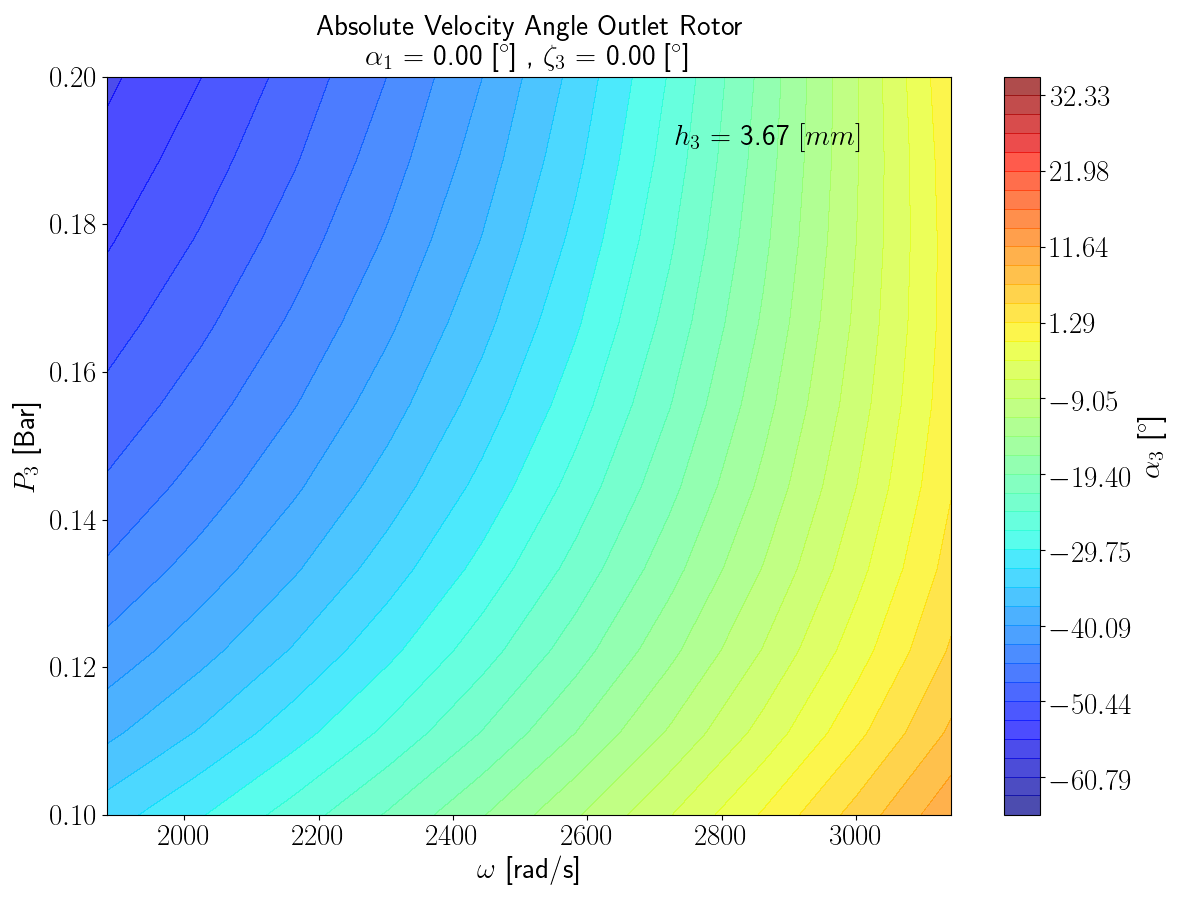 Absolute Velocity Angle Outlet Rotor
α₁ = 0.00 [°] , ζ₃ = 0.00 [°]
h₃ = 3.67 [mm]
P₃ [Bar]
0.20
0.18
0.16
0.14
0.12
0.10
2000 2200 2400 2600 2800 3000
ω [rad/s]
32.33
21.98
11.64
1.29
−9.05
−19.40
−29.75
−40.09
−50.44
−60.79
α₃ [°]